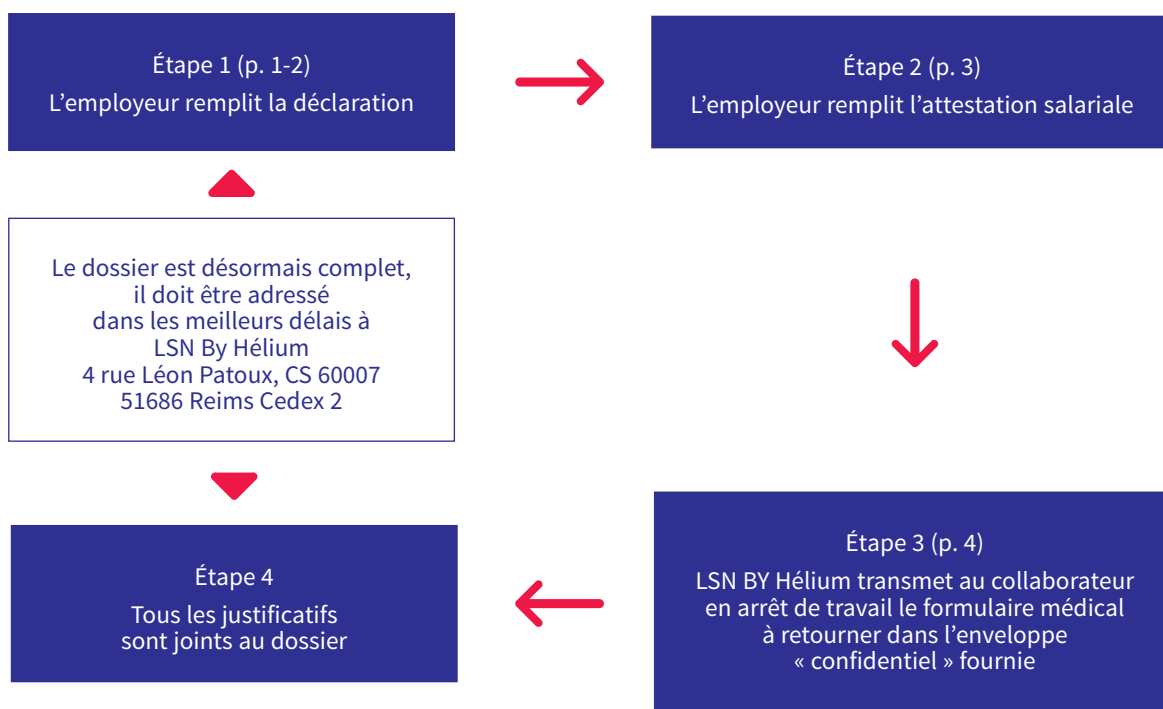 Étape 1 (p. 1-2)
L’employeur remplit la déclaration
Étape 2 (p. 3)
L’employeur remplit l’attestation salariale
Le dossier est désormais complet,
il doit être adressé
dans les meilleurs délais à
LSN By Hélium
4 rue Léon Patoux, CS 60007
51686 Reims Cedex 2
Étape 3 (p. 4)
LSN BY Hélium transmet au collaborateur
en arrêt de travail le formulaire médical
à retourner dans l’enveloppe
« confidentiel » fournie
Étape 4
Tous les justificatifs
sont joints au dossier